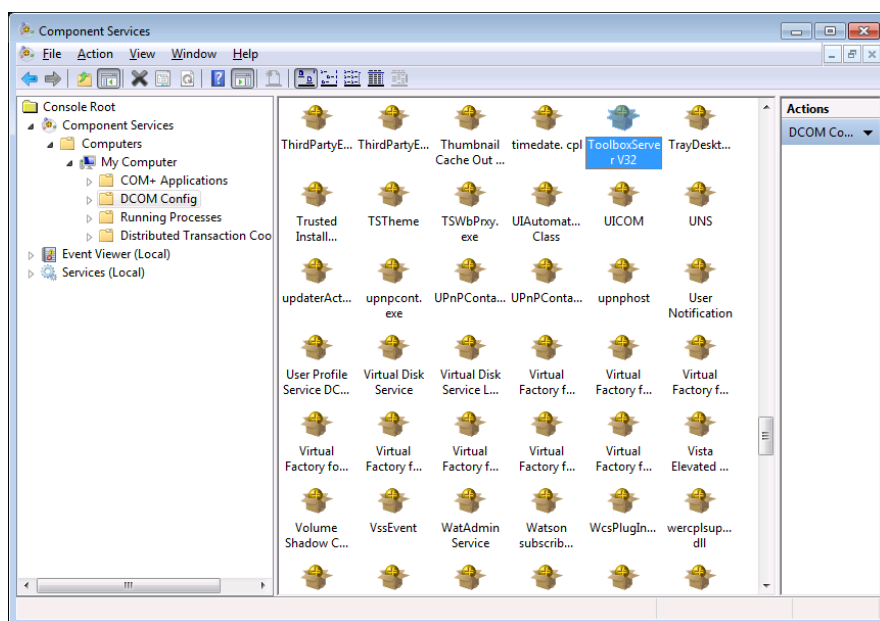 Component Services
File Action View Window Help
Console Root
Component Services
Computers
My Computer
COM+ Applications
DCOM Config
Running Processes
Distributed Transaction Coo
Event Viewer (Local)
Services (Local)
ThirdPartyE... ThirdPartyE... Thumbnail timedate. cpl ToolboxServe TrayDeskt...
Cache Out ... r V32
Trusted TSTheme TSWbPrxy. UIAutomat... UICOM UNS
Install... exe Class
updaterAct... upnpcont. UPnPConta... UPnPConta... upnphost User
exe Notification
User Profile Virtual Disk Virtual Disk Virtual Virtual Virtual
Service DC... Service Service L... Factory f... Factory f... Factory f...
Virtual Virtual Virtual Virtual Virtual Vista
Factory fo... Factory f... Factory f... Factory f... Factory f... Elevated ...
Volume VssEvent WatAdmin Watson WcsPlugIn... wercplsup...
Shadow C... Service subscrib... dll
Actions
DCOM Co...